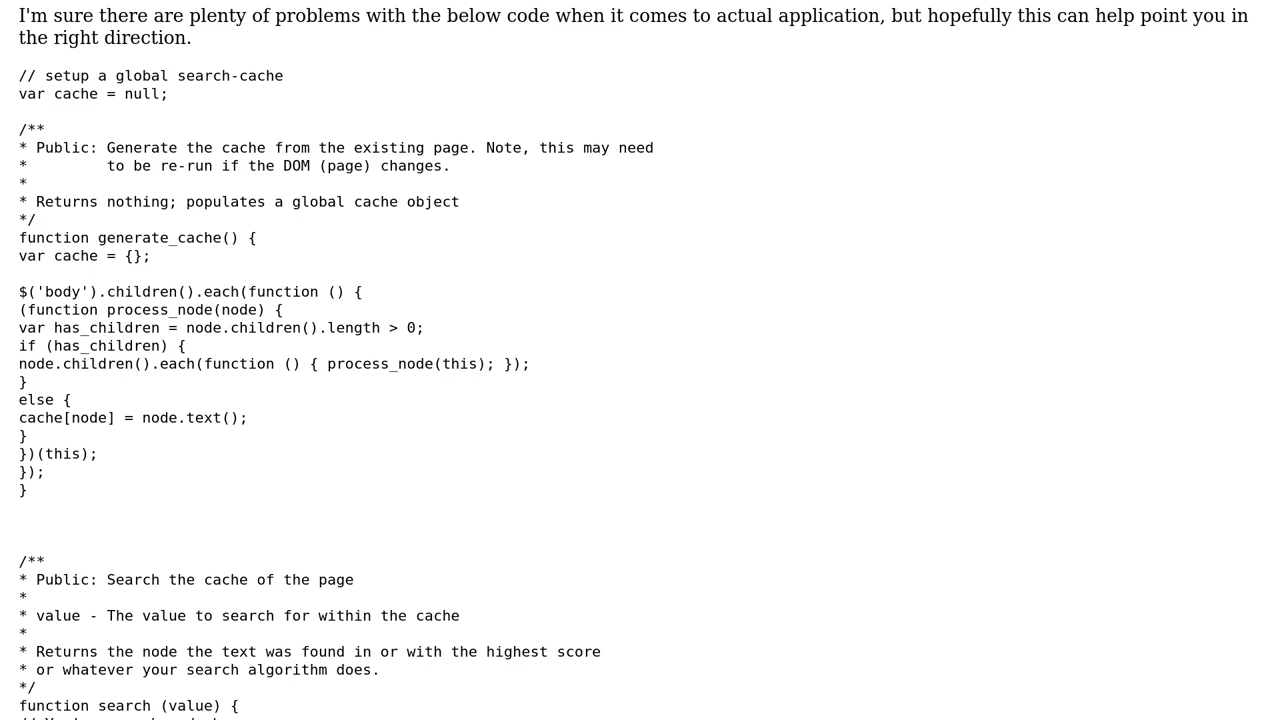 I'm sure there are plenty of problems with the below code when it comes to actual application, but hopefully this can help point you in
the right direction.
// setup a global search-cache
var cache = null;
/**
* Public: Generate the cache from the existing page. Note, this may need
*         to be re-run if the DOM (page) changes.
*
* Returns nothing; populates a global cache object
*/
function generate_cache() {
var cache = {};
$('body').children().each(function () {
(function process_node(node) {
var has_children = node.children().length > 0;
if (has_children) {
node.children().each(function () { process_node(this); });
}
else {
cache[node] = node.text();
}
})(this);
});
}
/**
* Public: Search the cache of the page
*
* value - The value to search for within the cache
*
* Returns the node the text was found in or with the highest score
* or whatever your search algorithm does.
*/
function search (value) {